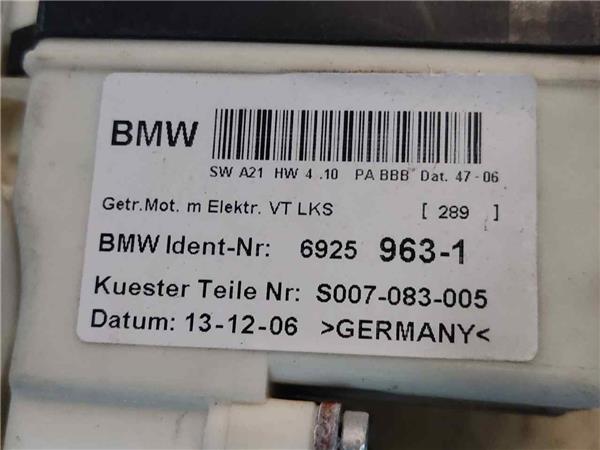 BMW
SW A21 HW 4 .10 PA BBB Dat. 47-06
Getr.Mot. m Elektr. VT LKS [ 289 ]
BMW Ident-Nr: 6925 963-1
Kuester Teile Nr: S007-083-005
Datum: 13-12-06 >GERMANY<